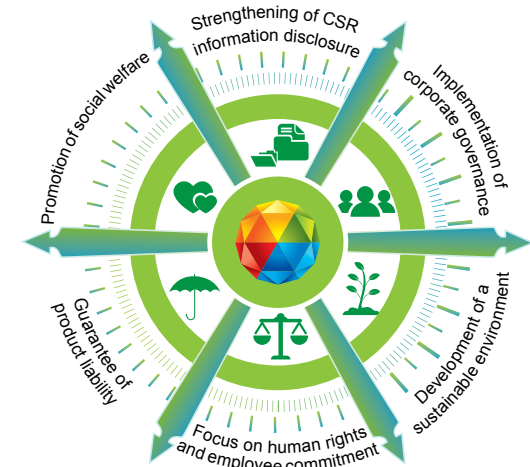 Strengthening of CSR
information disclosure
Implementation of
corporate governance
Development of a
sustainable environment
Focus on human rights
and employee commitment
Guarantee of
product liability
Promotion of social welfare